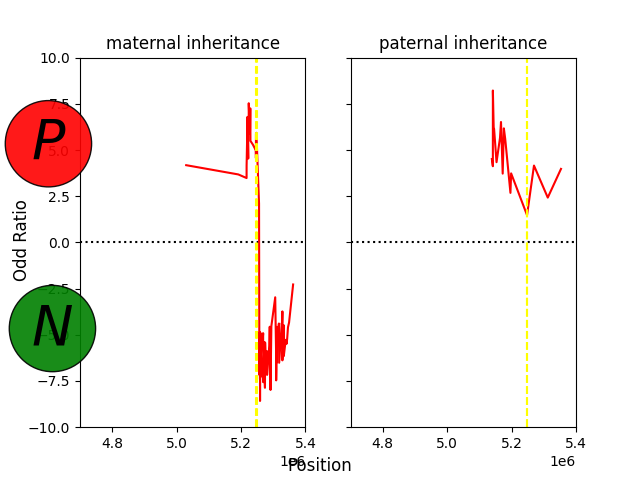 maternal inheritance paternal inheritance
10.0
7.5
P
5.0
2.5
Odd Ratio
0.0
−2.5
N
−5.0
−7.5
−10.0
4.8 5.0 5.2 5.4 4.8 5.0 5.2 5.4
1e6 1e6
Position